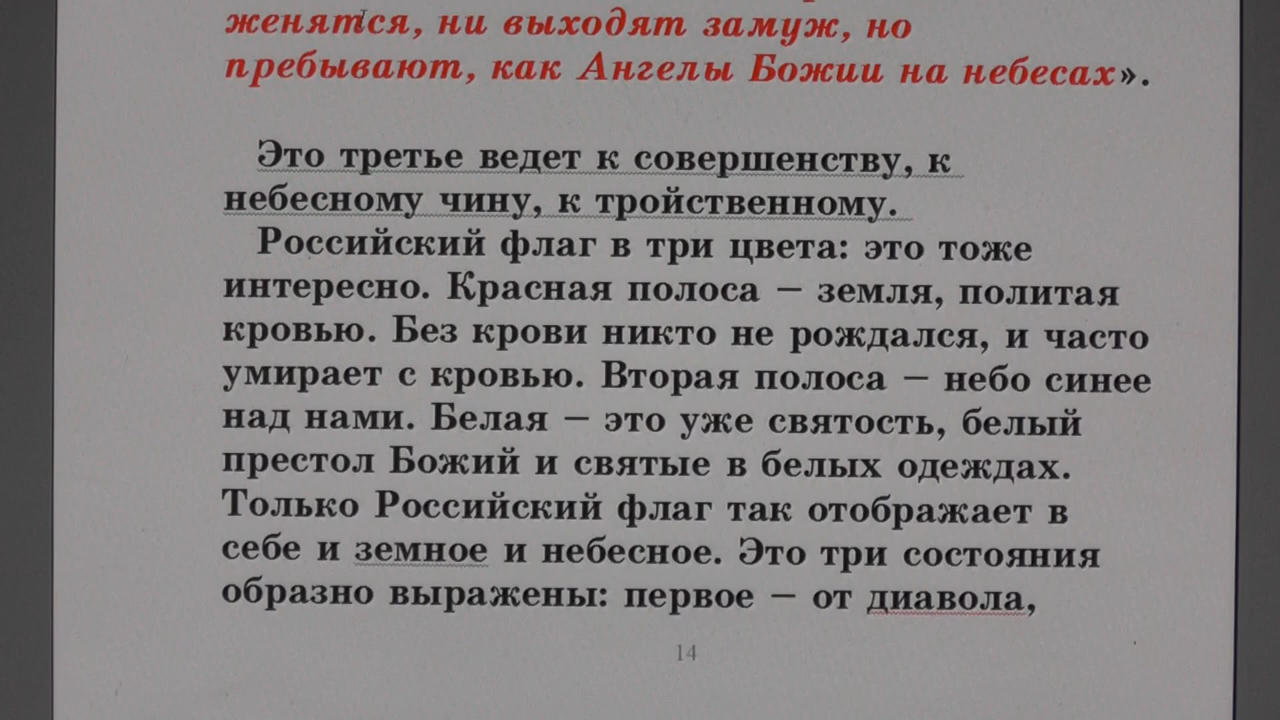 женятся, ни выходят замуж, но
пребывают, как Ангелы Божии на небесах».
Это третье ведет к совершенству, к
небесному чину, к тройственному.
Российский флаг в три цвета: это тоже
интересно. Красная полоса – земля, политая
кровью. Без крови никто не рождался, и часто
умирает с кровью. Вторая полоса – небо синее
над нами. Белая – это уже святость, белый
престол Божий и святые в белых одеждах.
Только Российский флаг так отображает в
себе и земное и небесное. Это три состояния
образно выражены: первое – от диавола,
14